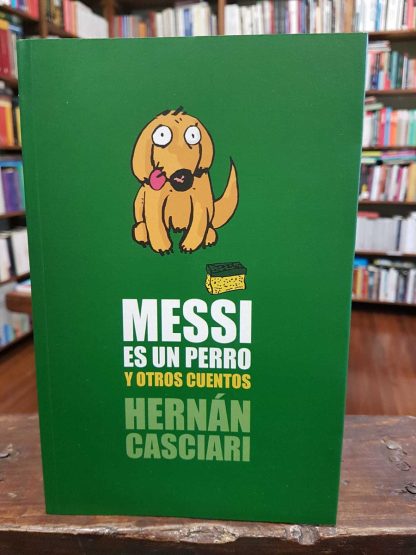 MESSI
ES UN PERRO
Y OTROS CUENTOS
HERNÁN
CASCIARI